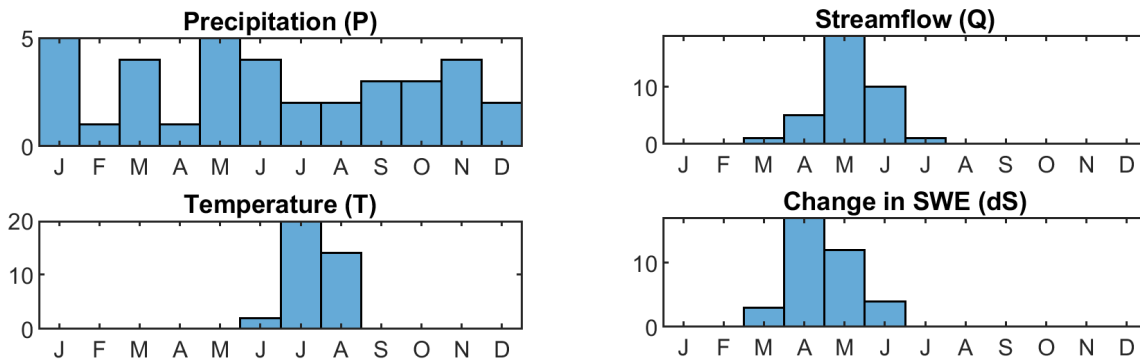 Precipitation (P)
5
0
J F M A M J J A S O N D
Streamflow (Q)
10
0
J F M A M J J A S O N D
Temperature (T)
20
10
0
J F M A M J J A S O N D
Change in SWE (dS)
10
0
J F M A M J J A S O N D